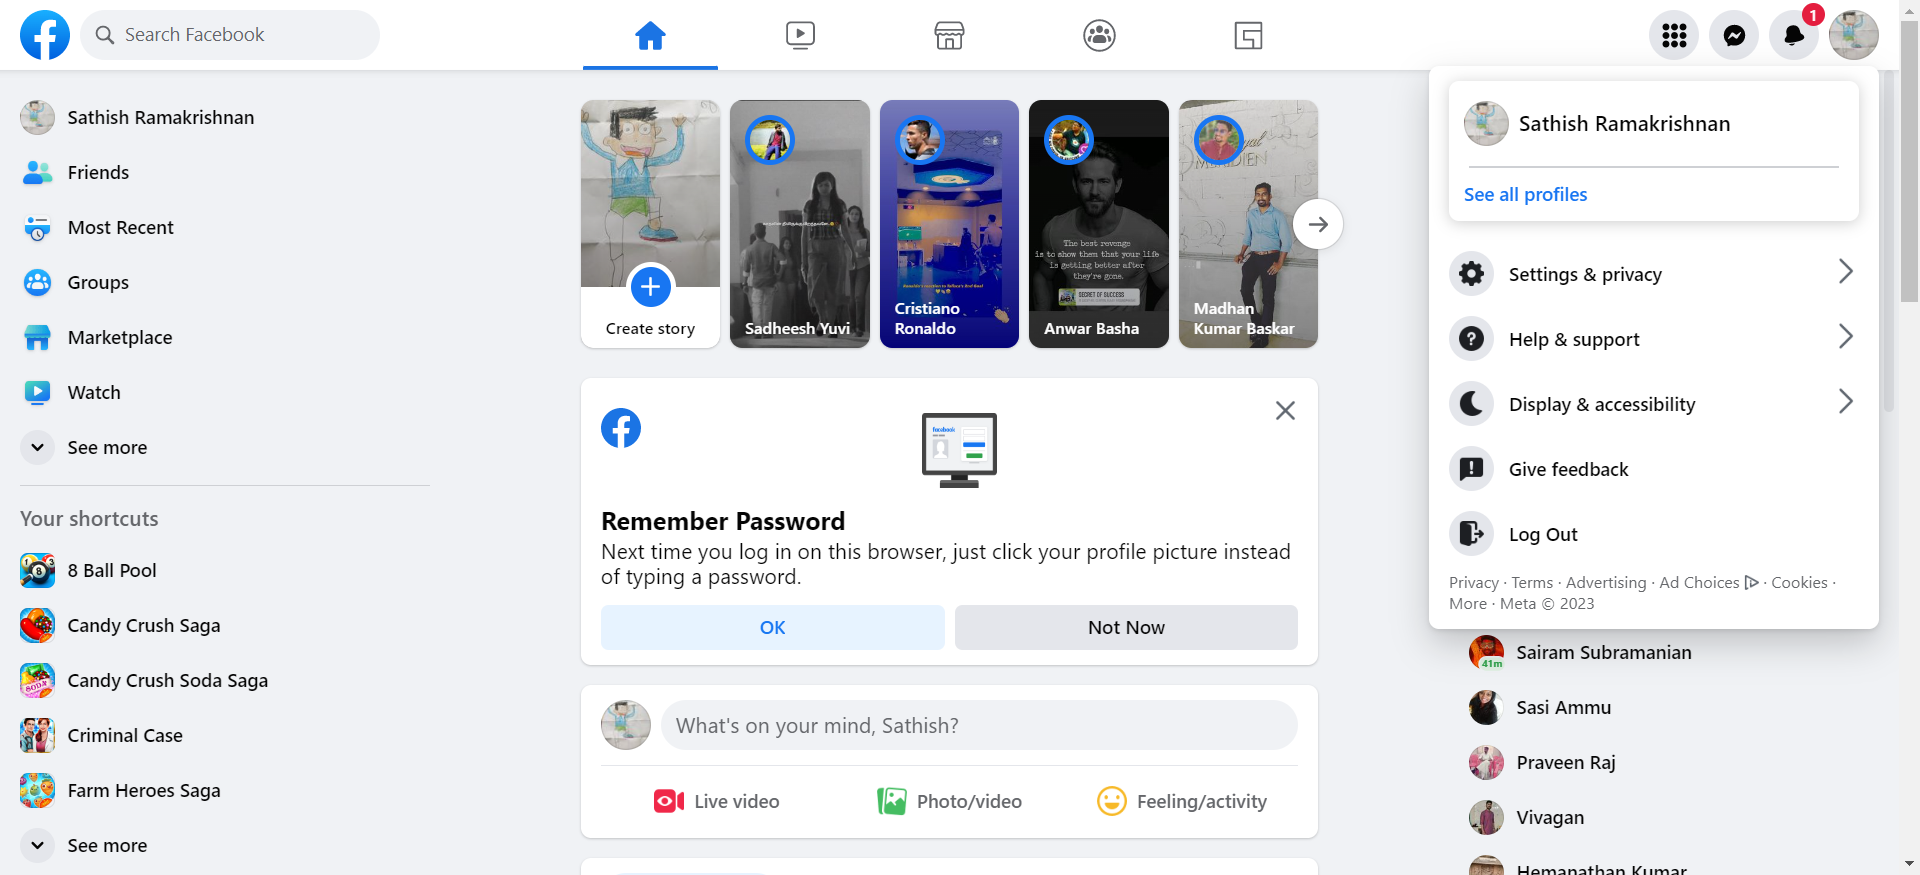 Search Facebook
1
Sathish Ramakrishnan
Friends
Most Recent
Groups
Marketplace
Watch
See more
Your shortcuts
8 Ball Pool
Candy Crush Saga
Candy Crush Soda Saga
Criminal Case
Farm Heroes Saga
See more
Create story
Sadheesh Yuvi
Cristiano
Ronaldo
The best revenge
is to show them that your life
is getting better after
they're gone.
SECRET OF SUCCESS
Anwar Basha
MERIDIEN
Madhan
Kumar Baskar
facebook
Remember Password
Next time you log in on this browser, just click your profile picture instead
of typing a password.
OK
Not Now
What's on your mind, Sathish?
Live video
Photo/video
Feeling/activity
Sathish Ramakrishnan
See all profiles
Settings & privacy
Help & support
Display & accessibility
Give feedback
Log Out
Privacy · Terms · Advertising · Ad Choices · Cookies ·
More · Meta © 2023
41m
Sairam Subramanian
Sasi Ammu
Praveen Raj
Vivagan
Hemanathan Kumar